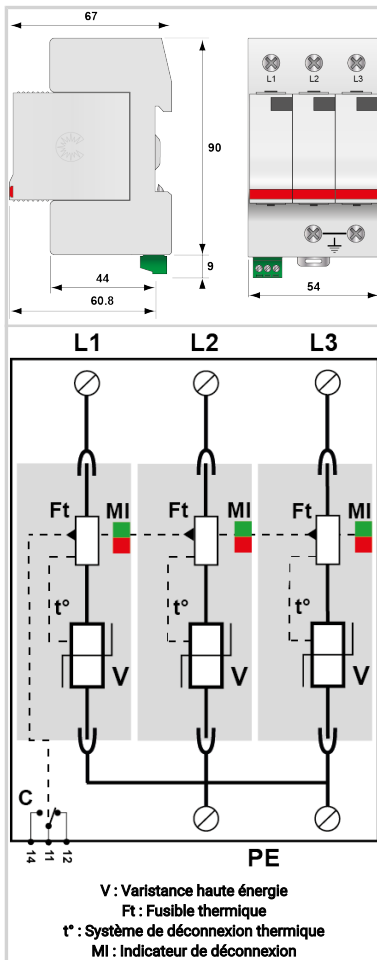 67
L1 L2 L3
90
44
9
60.8
54
L1 L2 L3
Ft MI Ft MI Ft MI
t° t° t°
V V V
C
14 11 12
PE
V : Varistance haute énergie
Ft : Fusible thermique
t° : Système de déconnexion thermique
MI : Indicateur de déconnexion